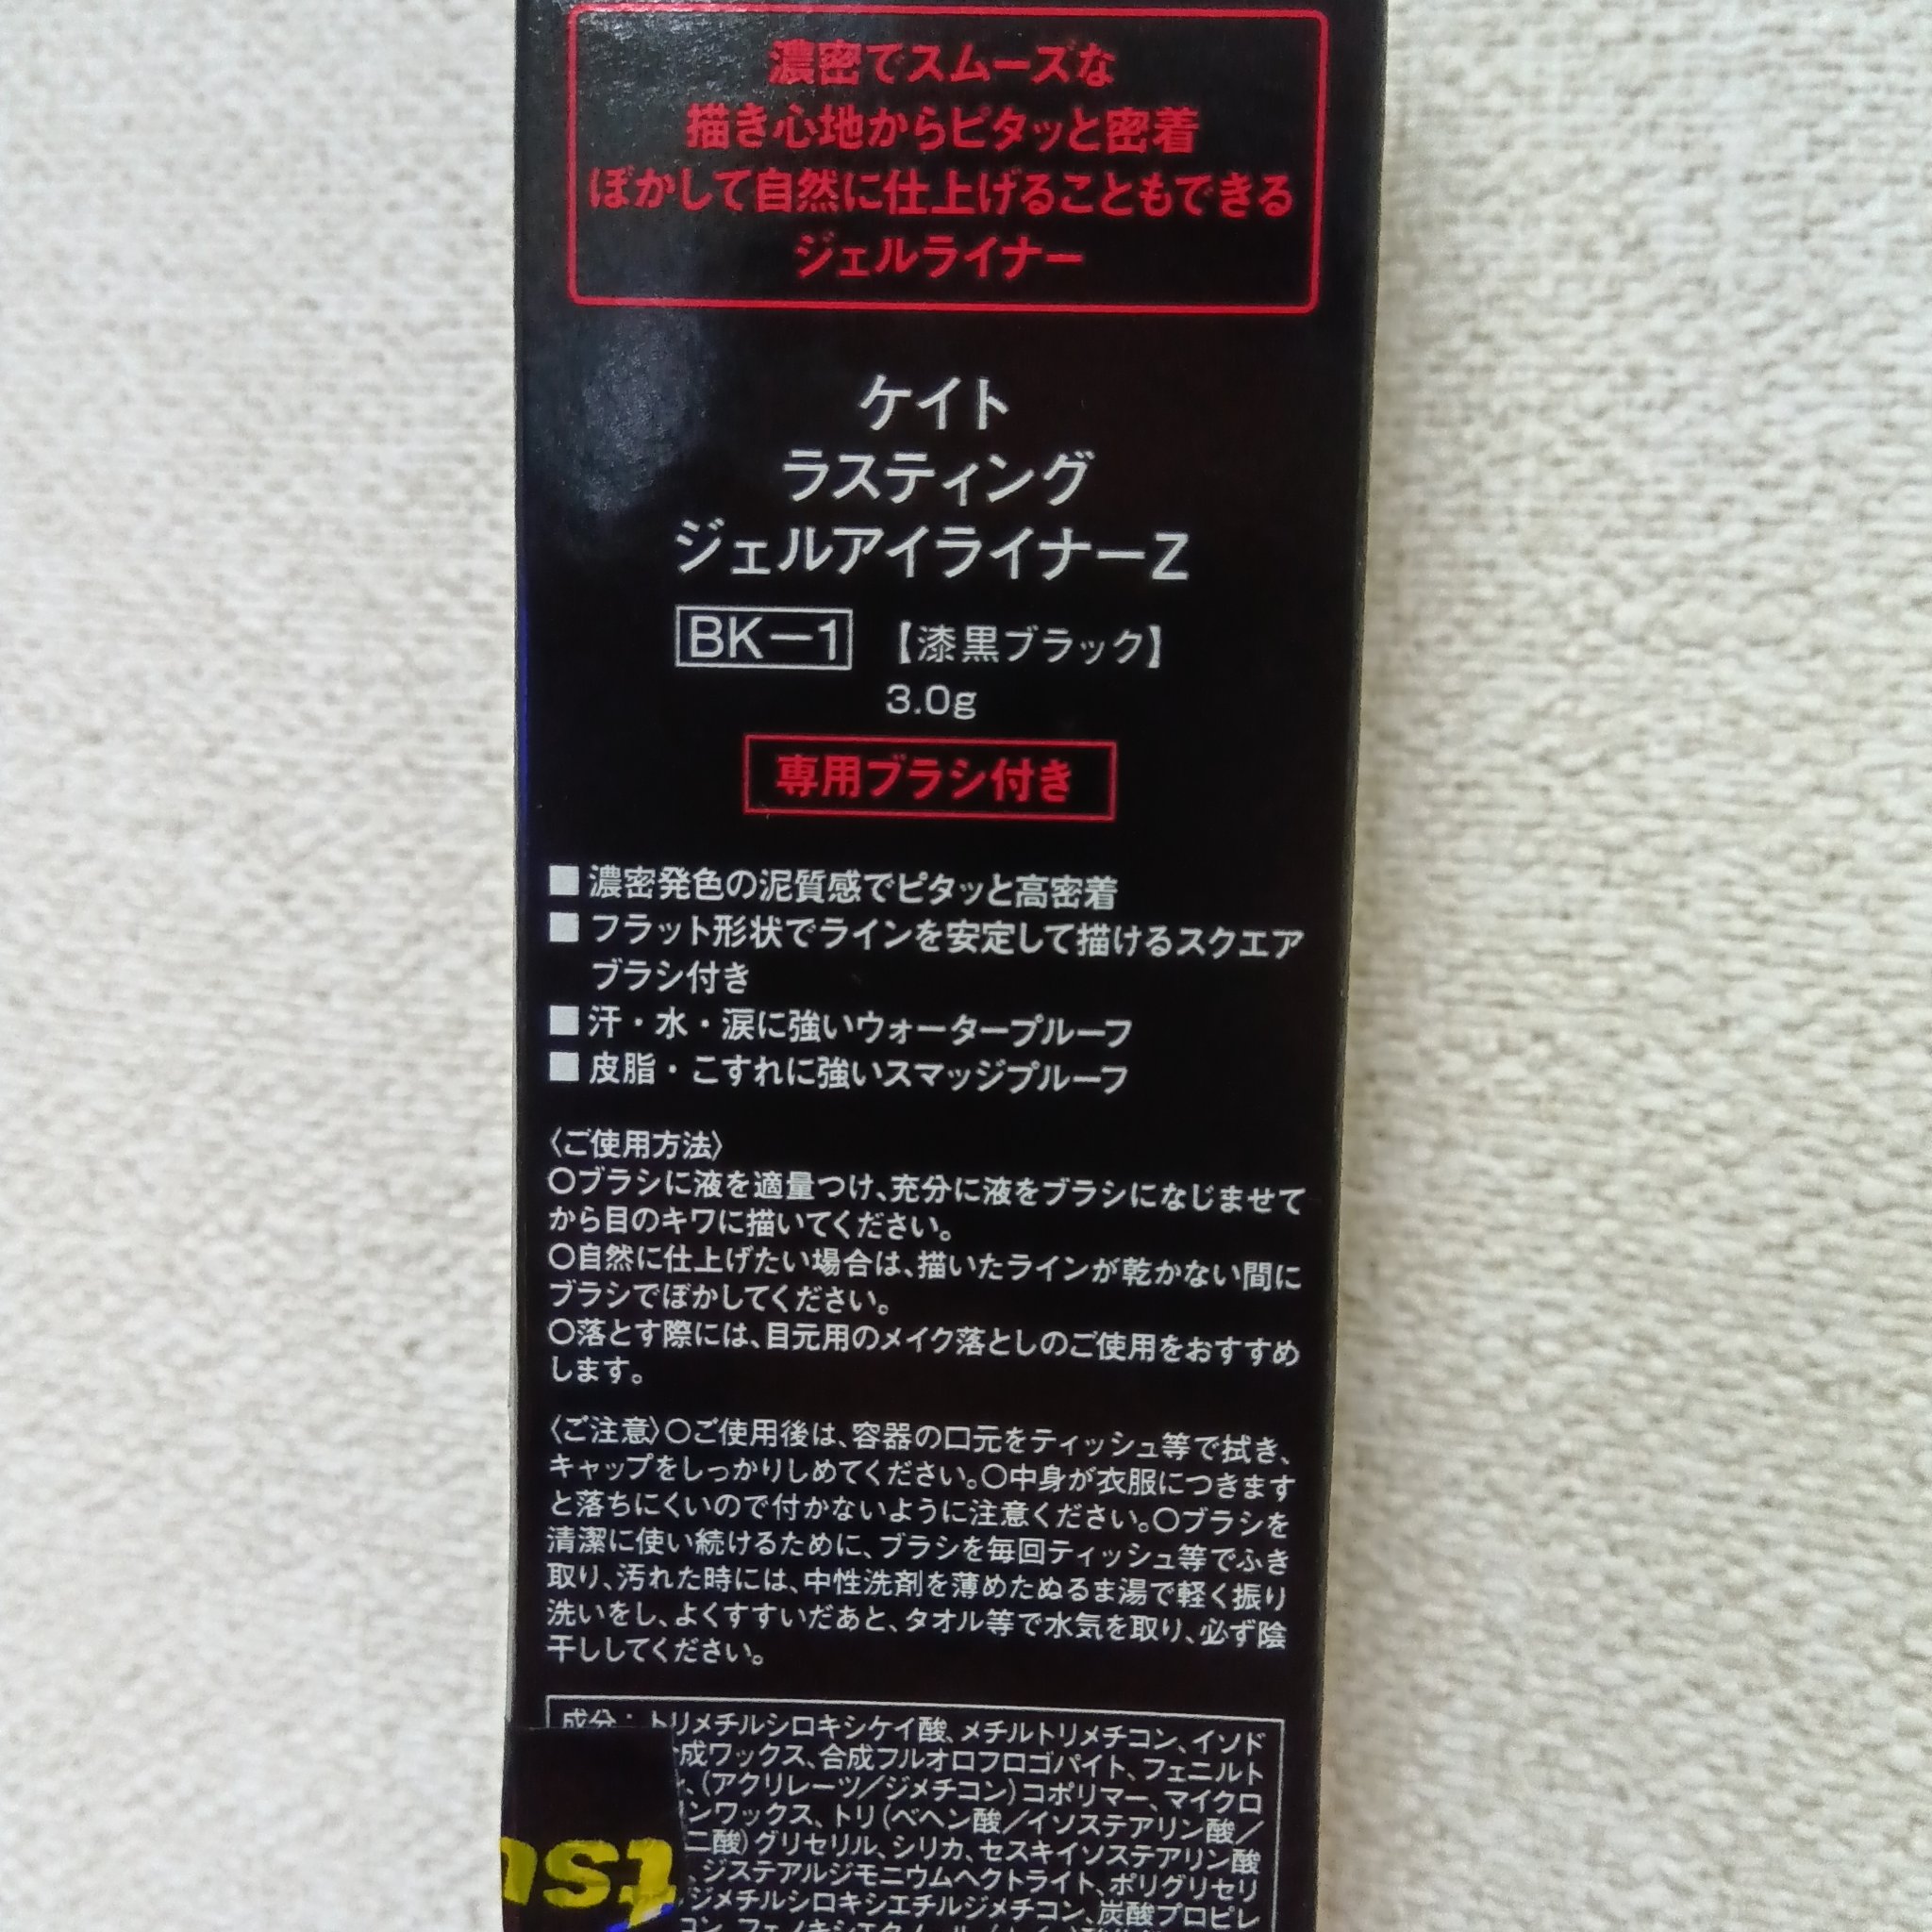 濃密でスムーズな
描き心地からピタッと密着
ぼかして自然に仕上げることもできる
ジェルライナー
ケイト
ラスティング
ジェルアイライナーZ
BK-1 【漆黒ブラック】
3.0g
専用ブラシ付き
■ 濃密発色の泥質感でピタッと高密着
■ フラット形状でラインを安定して描けるスクエア
ブラシ付き
■ 汗・水・涙に強いウォータープルーフ
■ 皮脂・こすれに強いスマッジプルーフ
〈ご使用方法〉
○ブラシに液を適量つけ、充分に液をブラシになじませて
から目のキワに描いてください。
○自然に仕上げたい場合は、描いたラインが乾かない間に
ブラシでぼかしてください。
○落とす際には、目元用のメイク落としのご使用をおすすめ
します。
〈ご注意〉○ご使用後は、容器の口元をティッシュ等で拭き、
キャップをしっかりしめてください。○中身が衣服につきます
と落ちにくいので付かないように注意ください。○ブラシを
清潔に使い続けるために、ブラシを毎回ティッシュ等でふき
取り、汚れた時には、中性洗剤を薄めたぬるま湯で軽く振り
洗いをし、よくすすいだあと、タオル等で水気を取り、必ず陰
干ししてください。
成分：トリメチルシロキシケイ酸、メチルトリメチコン、イソド
成ワックス、合成フルオロフロゴパイト、フェニルト
、(アクリレーツ／ジメチコン)コポリマー、マイクロ
ンワックス、トリ(ベヘン酸／イソステアリン酸／
二酸)グリセリル、シリカ、セスキイソステアリン酸
、ジステアルジモニウムヘクトライト、ポリグリセリ
ジメチルシロキシエチルジメチコン、炭酸プロピレ
tsu